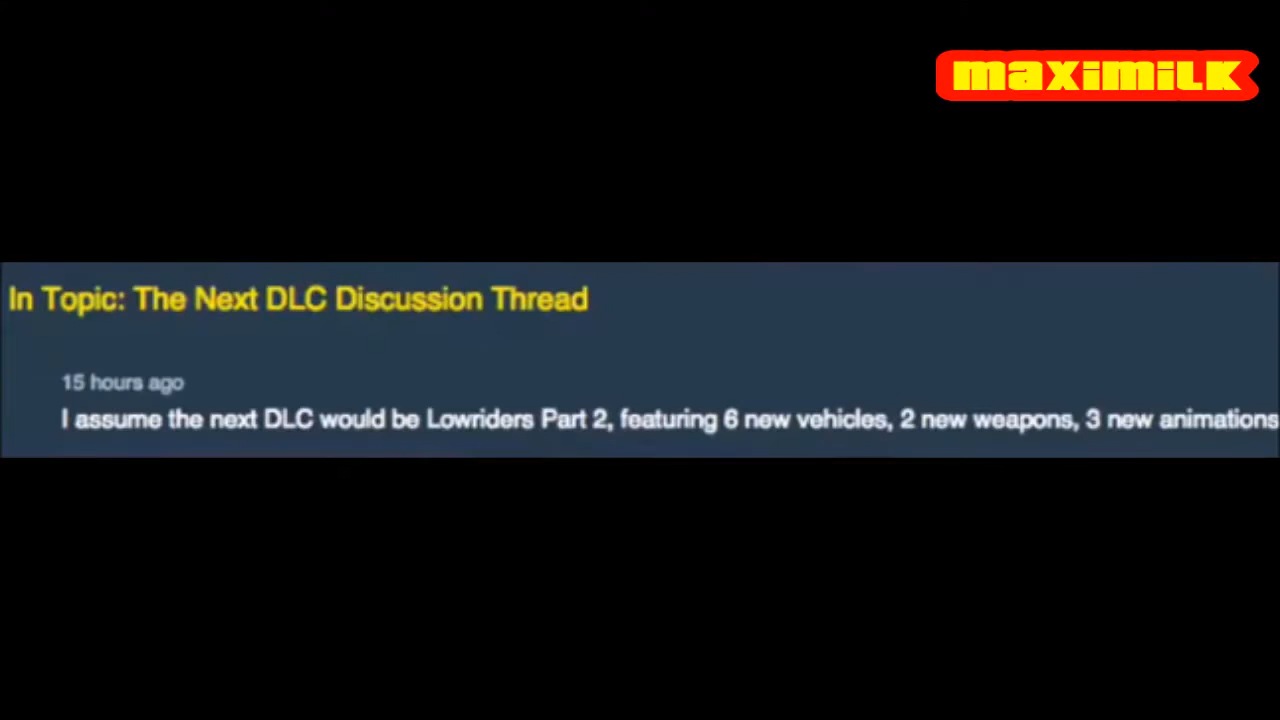 MAXIMILK
In Topic: The Next DLC Discussion Thread
15 hours ago
I assume the next DLC would be Lowriders Part 2, featuring 6 new vehicles, 2 new weapons, 3 new animations